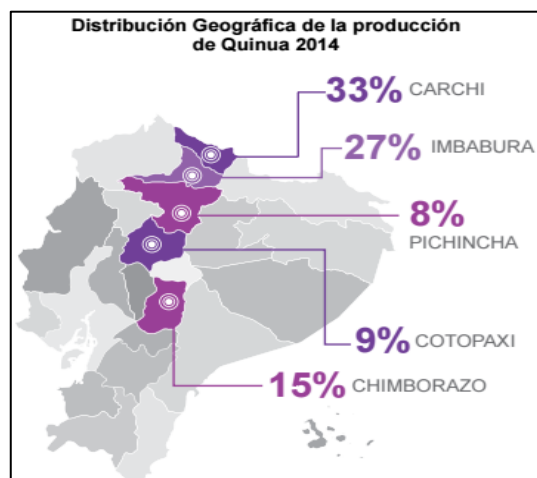 Distribución Geográfica de la producción
de Quinua 2014
33% CARCHI
27% IMBABURA
8%
PICHINCHA
9% COTOPAXI
15% CHIMBORAZO